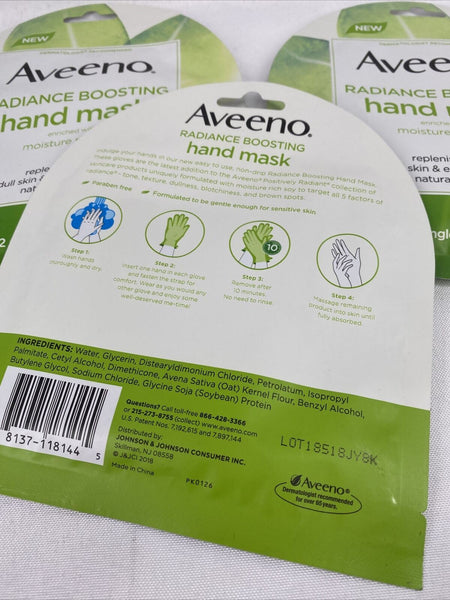 NEW
Aveeno.
RADIANCE BOOSTING
hand mask
moisture
NEW
Aveeno
RADIANCE BOOSTING
hand mask
enriched
moisture
Aveeno.
RADIANCE BOOSTING
hand mask
Indulge your hands in our new easy to use, non-drip Radiance Boosting Hand Mask.
These gloves are the latest addition to the Aveeno Positively Radiant® collection of
skincare products uniquely formulated with moisture rich soy to target all 5 factors of
radiance®- tone, texture, dullness, blotchiness, and brown spots.
Paraben free
Formulated to be gentle enough for sensitive skin
10
Step 1:
Wash hands
thoroughly and dry.
Step 2:
Insert one hand in each glove
and fasten the strap for
comfort. Wear as you would any
other glove and enjoy some
well-deserved me-time!
Step 3:
Remove after
10 minutes.
No need to rinse.
Step 4:
Massage remaining
product into skin until
fully absorbed.
INGREDIENTS: Water, Glycerin, Distearyldimonium Chloride, Petrolatum, Isopropyl
Palmitate, Cetyl Alcohol, Dimethicone, Avena Sativa (Oat) Kernel Flour, Benzyl Alcohol,
Butylene Glycol, Sodium Chloride, Glycine Soja (Soybean) Protein
8137-118144 5
Questions? Call toll-free 866-428-3366
or 215-273-8755 (collect) www.aveeno.com
U.S. Patent Nos. 7,192,615 and 7,897,144
Distributed by:
JOHNSON & JOHNSON CONSUMER INC.
Skillman, NJ 08558
© J&JCI 2018
Made in China
PK0126
LOT18518JY8K
Aveeno®
Dermatologist recommended
for over 65 years.